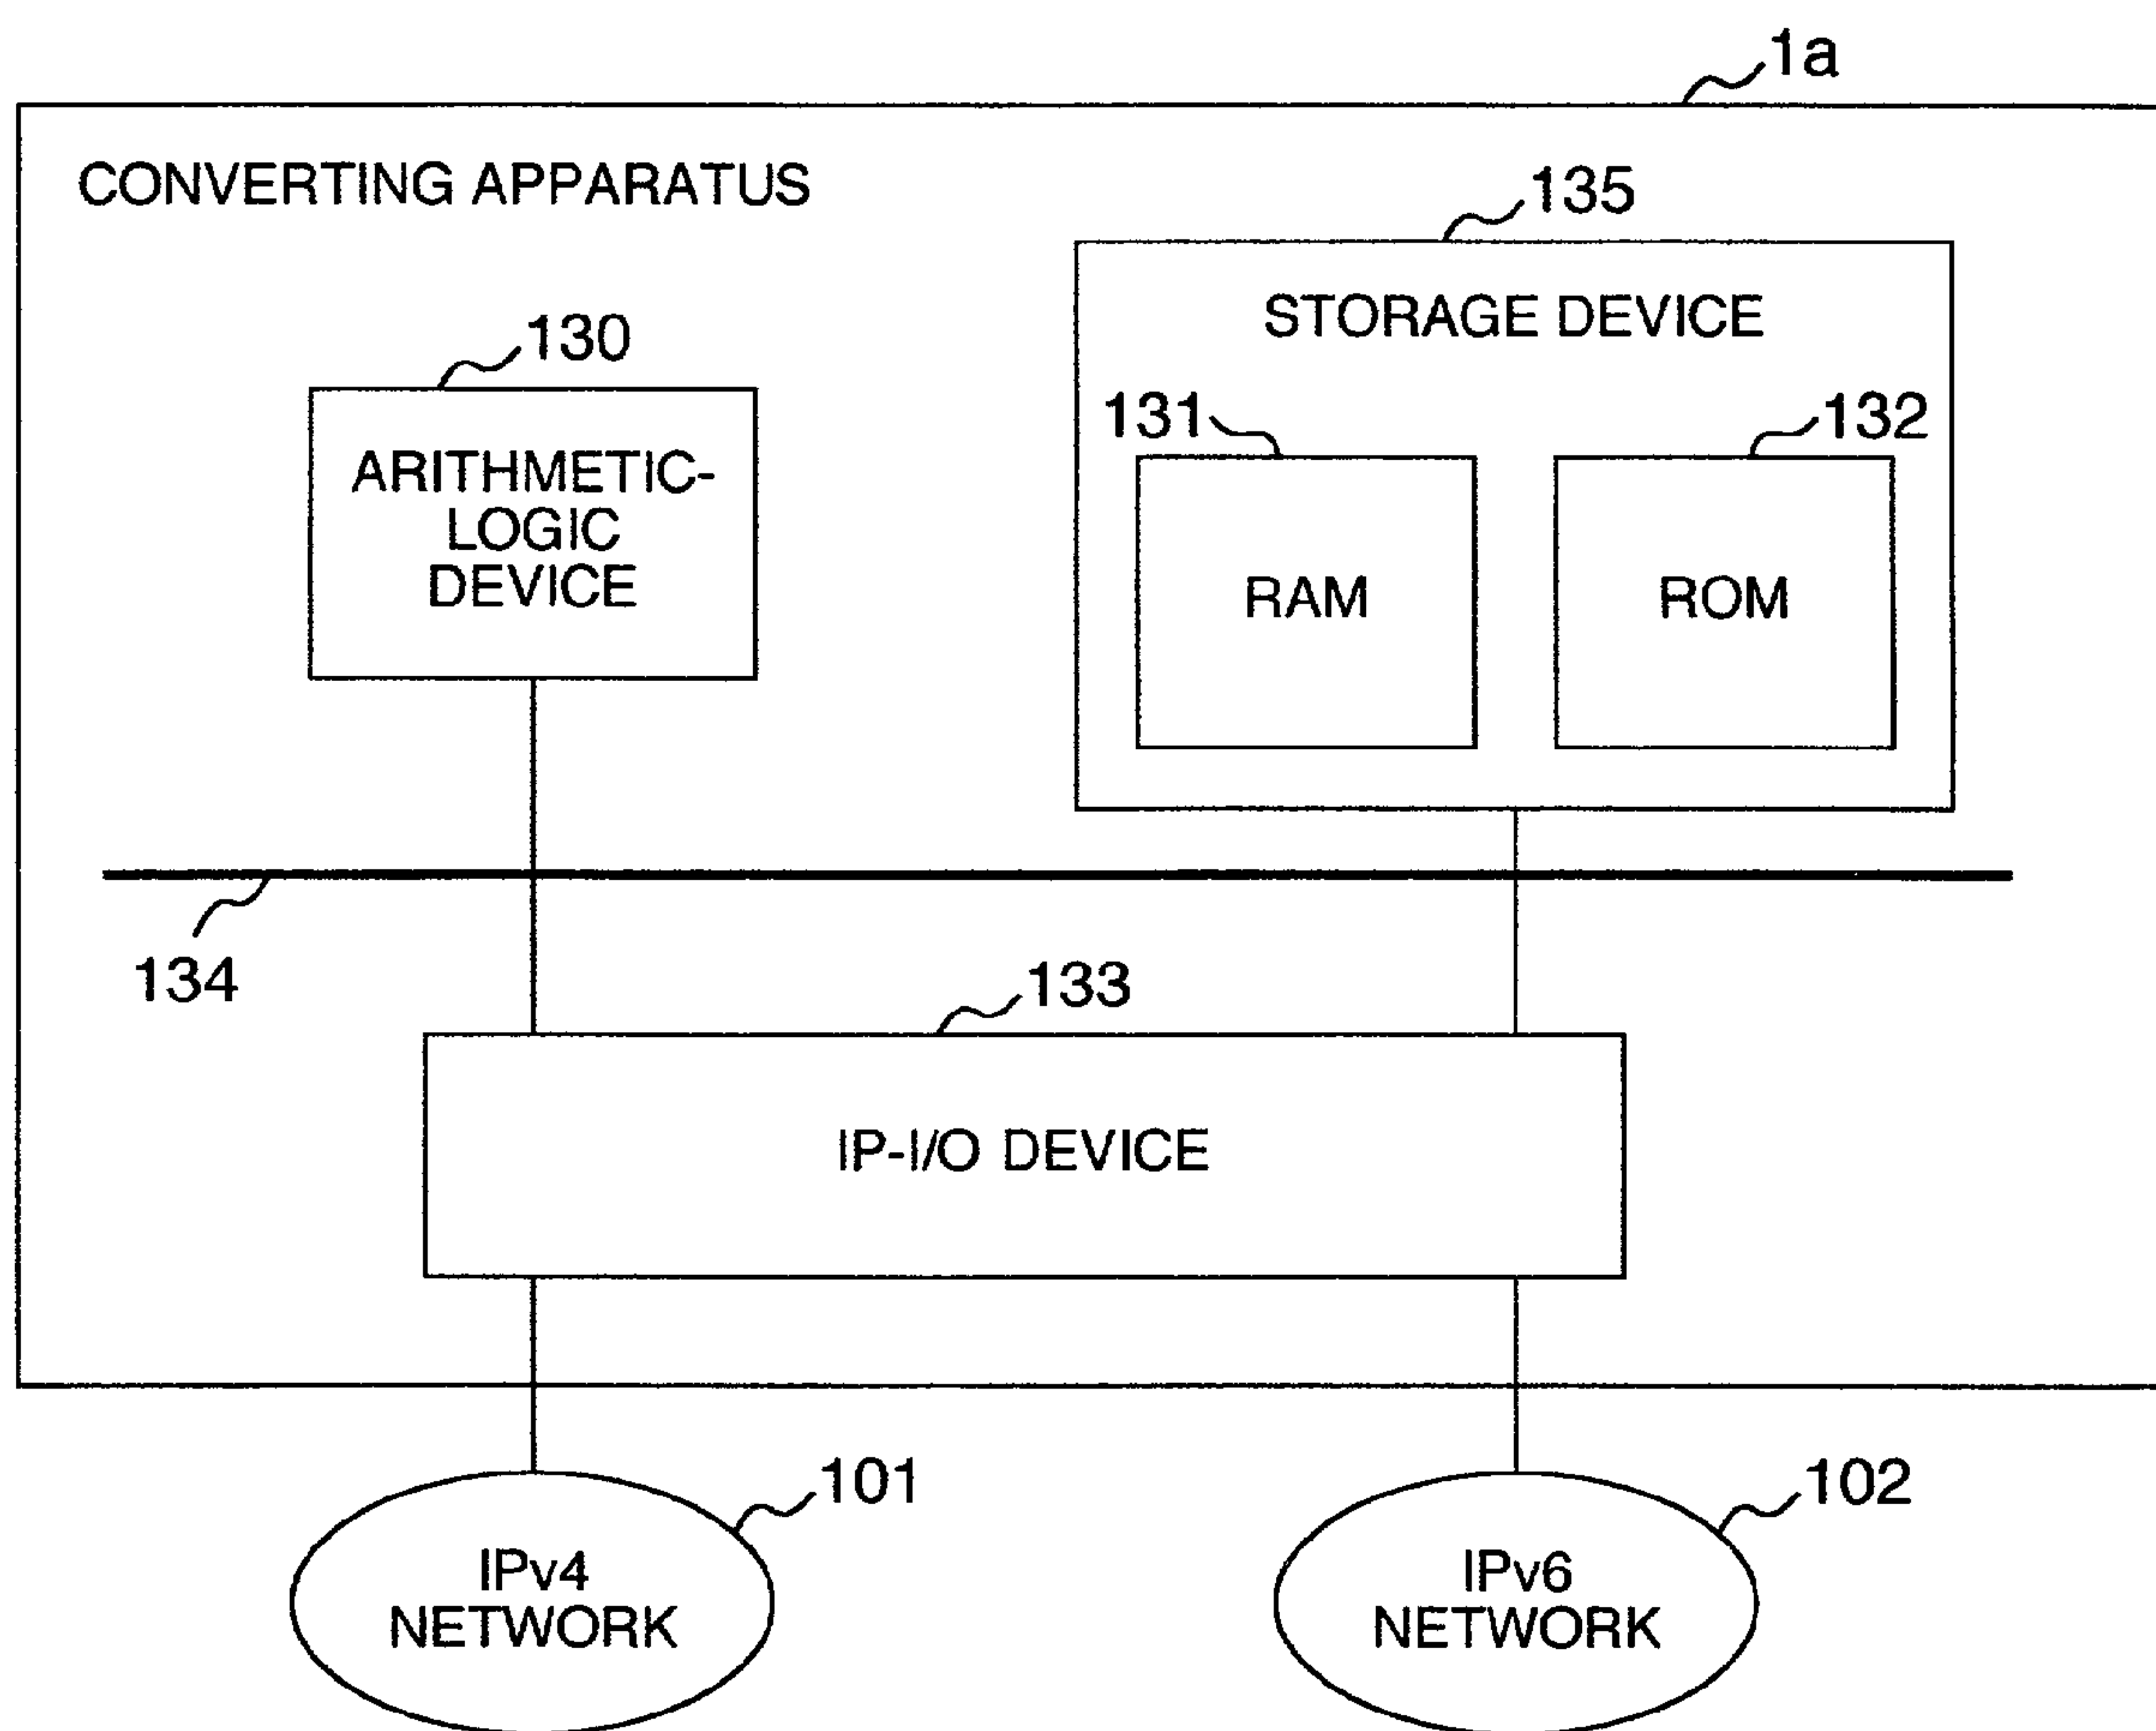 1a
CONVERTING APPARATUS
135
STORAGE DEVICE
130
ARITHMETIC-
LOGIC
DEVICE
131
132
RAM
ROM
134
133
IP-I/O DEVICE
101
102
IPv4
NETWORK
IPv6
NETWORK